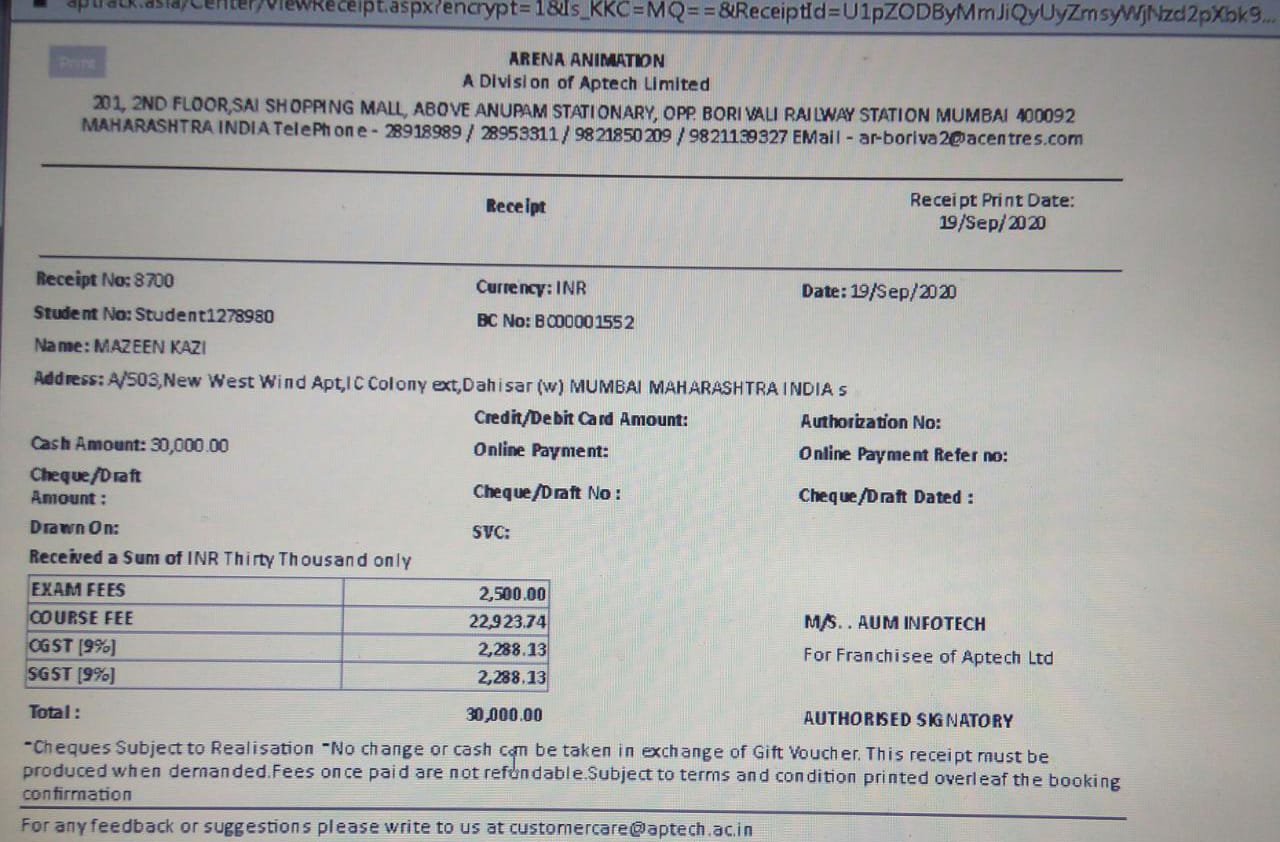 aptrack.asia/Center/ViewReceipt.aspx?encrypt=1&Is_KKC=MQ==&ReceiptId=U1pZODByMmJiQyUyZmsyWjNzd2pXbk9...
Print
ARENA ANIMATION
A Division of Aptech Limited
201, 2ND FLOOR,SAI SHOPPING MALL, ABOVE ANUPAM STATIONARY, OPP. BORIVALI RAILWAY STATION MUMBAI 400092
MAHARASHTRA INDIA TelePhone - 28918989 / 28953311 / 9821850209 / 9821139327 EMail - ar-boriva2@acentres.com
Receipt
Receipt Print Date:
19/Sep/2020
Receipt No: 8700
Currency: INR
Date: 19/Sep/2020
Student No: Student1278980
BC No: BC00001552
Name: MAZEEN KAZI
Address: A/503,New West Wind Apt,I C Colony ext,Dahisar (w) MUMBAI MAHARASHTRA INDIA s
Credit/Debit Card Amount:
Authorization No:
Cash Amount: 30,000.00
Online Payment:
Online Payment Refer no:
Cheque/Draft
Amount :
Cheque/Draft No :
Cheque/Draft Dated :
Drawn On:
SVC:
Received a Sum of INR Thirty Thousand only
EXAM FEES 2,500.00
COURSE FEE 22,923.74
CGST [9%] 2,288.13
SGST [9%] 2,288.13
Total : 30,000.00
M/S. . AUM INFOTECH
For Franchisee of Aptech Ltd
AUTHORISED SIGNATORY
~Cheques Subject to Realisation ~No change or cash can be taken in exchange of Gift Voucher. This receipt must be
produced when demanded.Fees once paid are not refundable.Subject to terms and condition printed overleaf the booking
confirmation
For any feedback or suggestions please write to us at customercare@aptech.ac.in